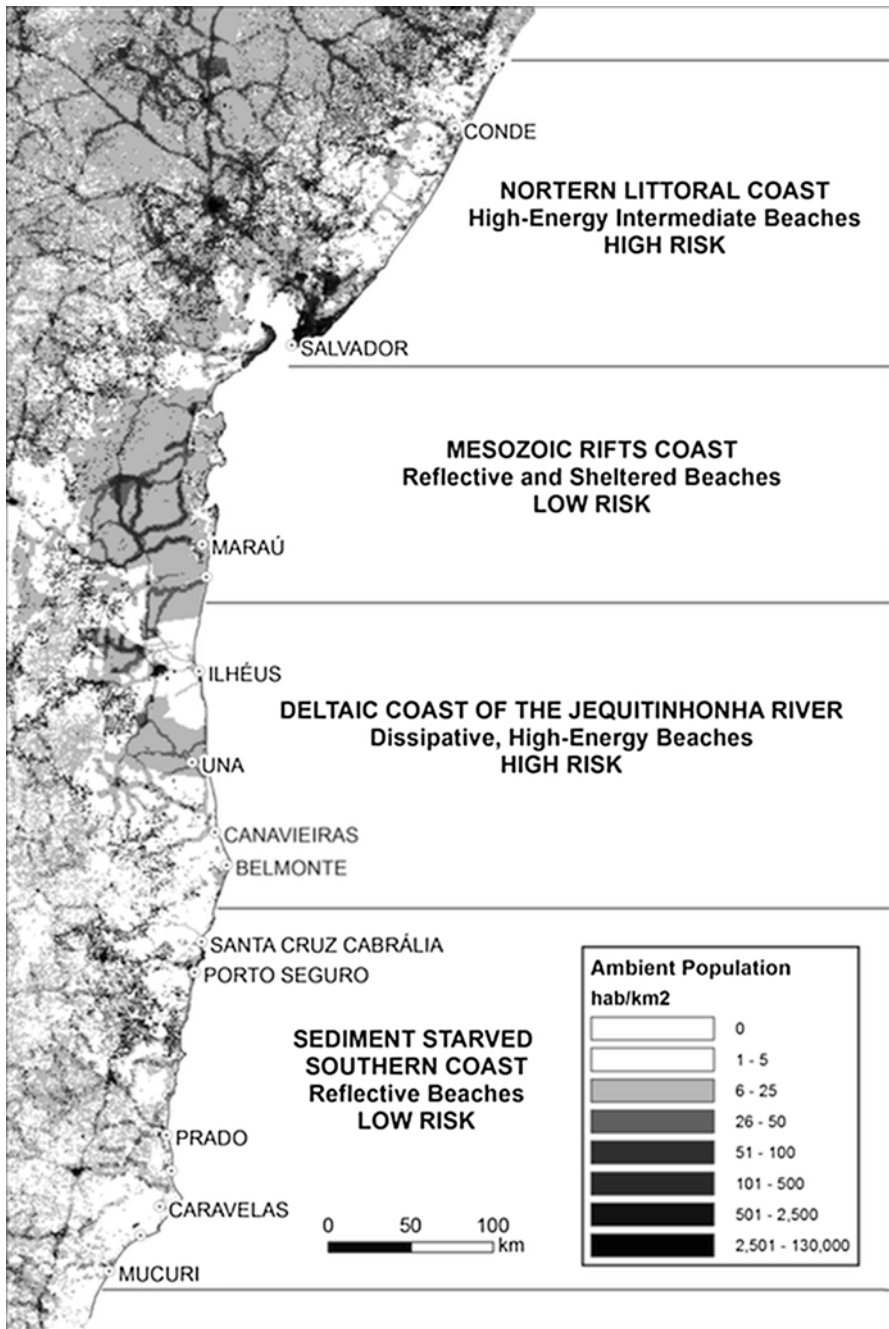 CONDE
NORTERN LITTORAL COAST
High-Energy Intermediate Beaches
HIGH RISK
SALVADOR
MESOZOIC RIFTS COAST
Reflective and Sheltered Beaches
LOW RISK
MARAÚ
ILHÉUS
DELTAIC COAST OF THE JEQUITINHONHA RIVER
Dissipative, High-Energy Beaches
HIGH RISK
UNA
CANAVIEIRAS
BELMONTE
SANTA CRUZ CABRÁLIA
PORTO SEGURO
SEDIMENT STARVED
SOUTHERN COAST
Reflective Beaches
LOW RISK
PRADO
CARAVELAS
MUCURI
0 50 100
km
Ambient Population
hab/km2
0
1 - 5
6 - 25
26 - 50
51 - 100
101 - 500
501 - 2,500
2,501 - 130,000